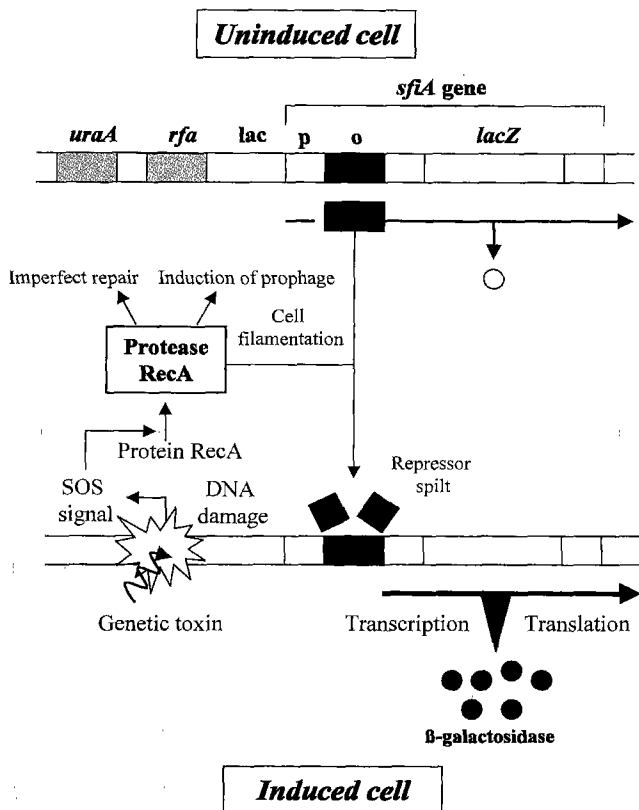 Uninduced cell
sfiA gene
uraA rfa lac p o lacZ
Imperfect repair Induction of prophage
Cell
filamentation
Protease
RecA
Protein RecA
Repressor
spilt
SOS
signal
DNA
damage
Genetic toxin
Transcription Translation
ß-galactosidase
Induced cell